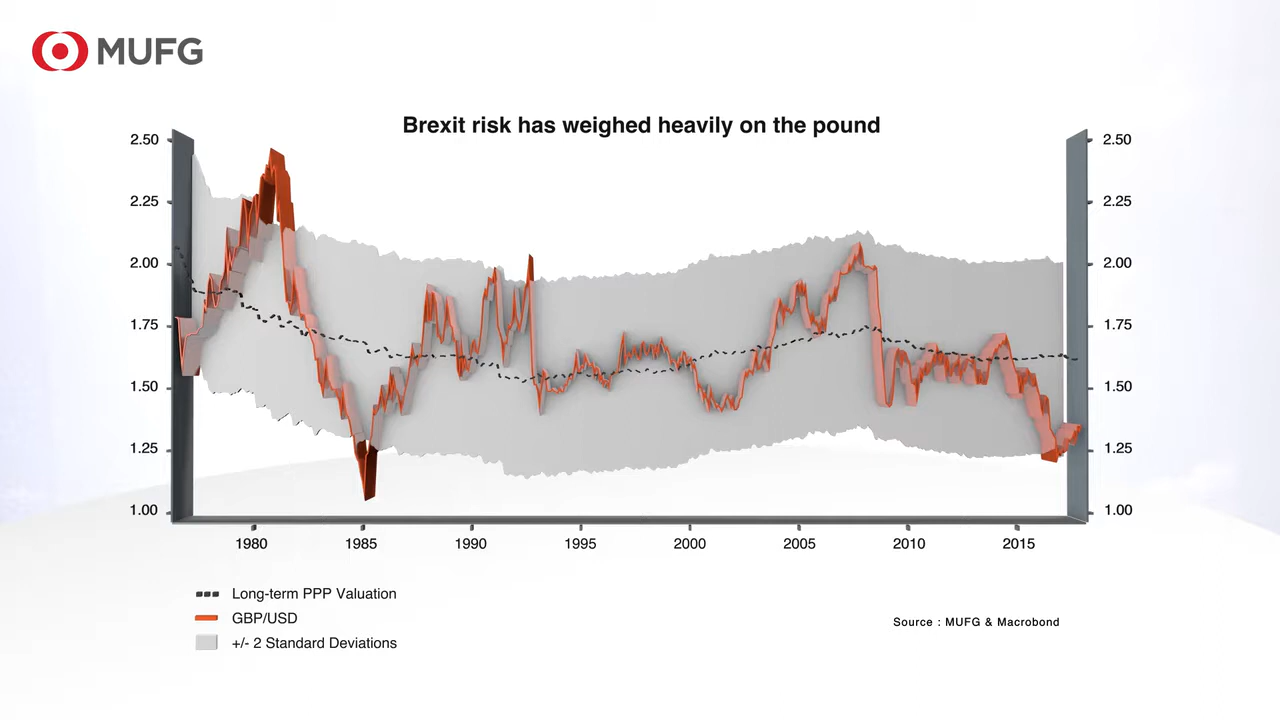 MUFG
Brexit risk has weighed heavily on the pound
2.50 2.50
2.25 2.25
2.00 2.00
1.75 1.75
1.50 1.50
1.25 1.25
1.00 1.00
1980 1985 1990 1995 2000 2005 2010 2015
Long-term PPP Valuation
GBP/USD
+/- 2 Standard Deviations
Source : MUFG & Macrobond